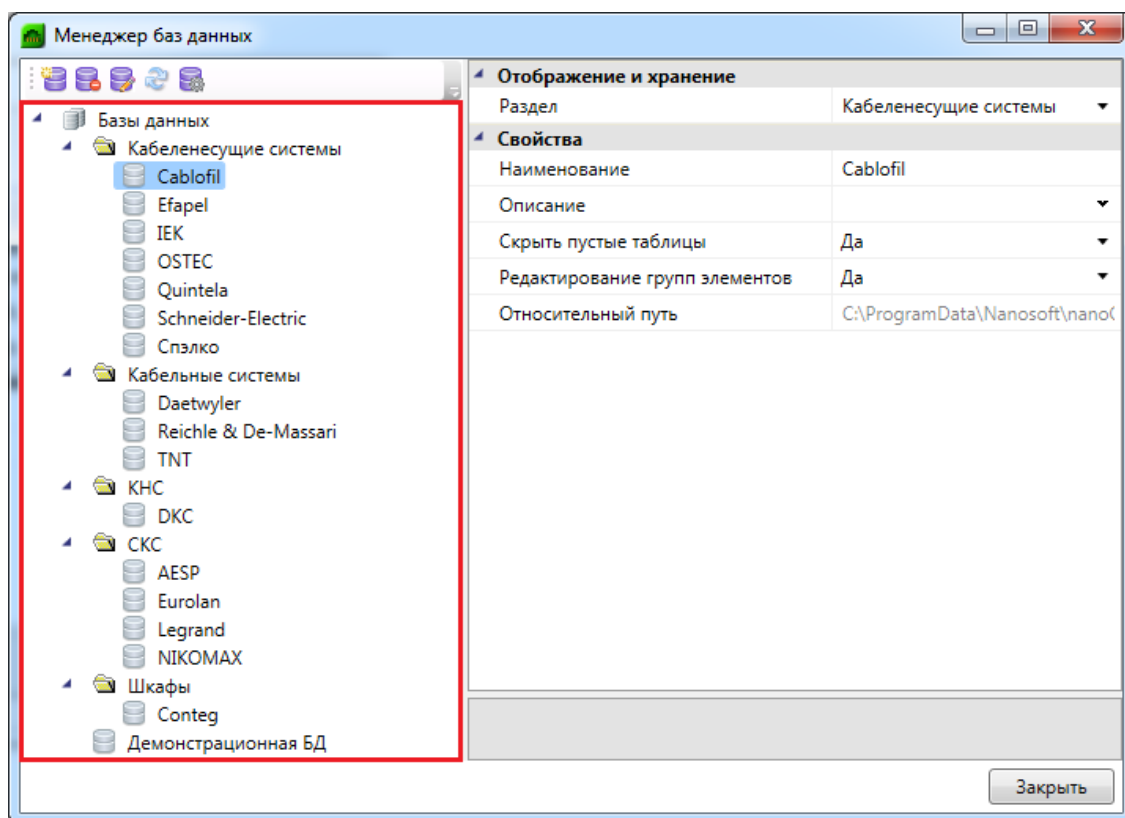 Менеджер баз данных
Базы данных
Кабеленесущие системы
Cablofil
Efapel
IEK
OSTEC
Quintela
Schneider-Electric
Спэлко
Кабельные системы
Daetwyler
Reichle & De-Massari
TNT
КНС
DKC
СКС
AESP
Eurolan
Legrand
NIKOMAX
Шкафы
Conteg
Демонстрационная БД
Отображение и хранение
Раздел Кабеленесущие системы
Свойства
Наименование Cablofil
Описание
Скрыть пустые таблицы Да
Редактирование групп элементов Да
Относительный путь C:\ProgramData\Nanosoft\nano(
Закрыть